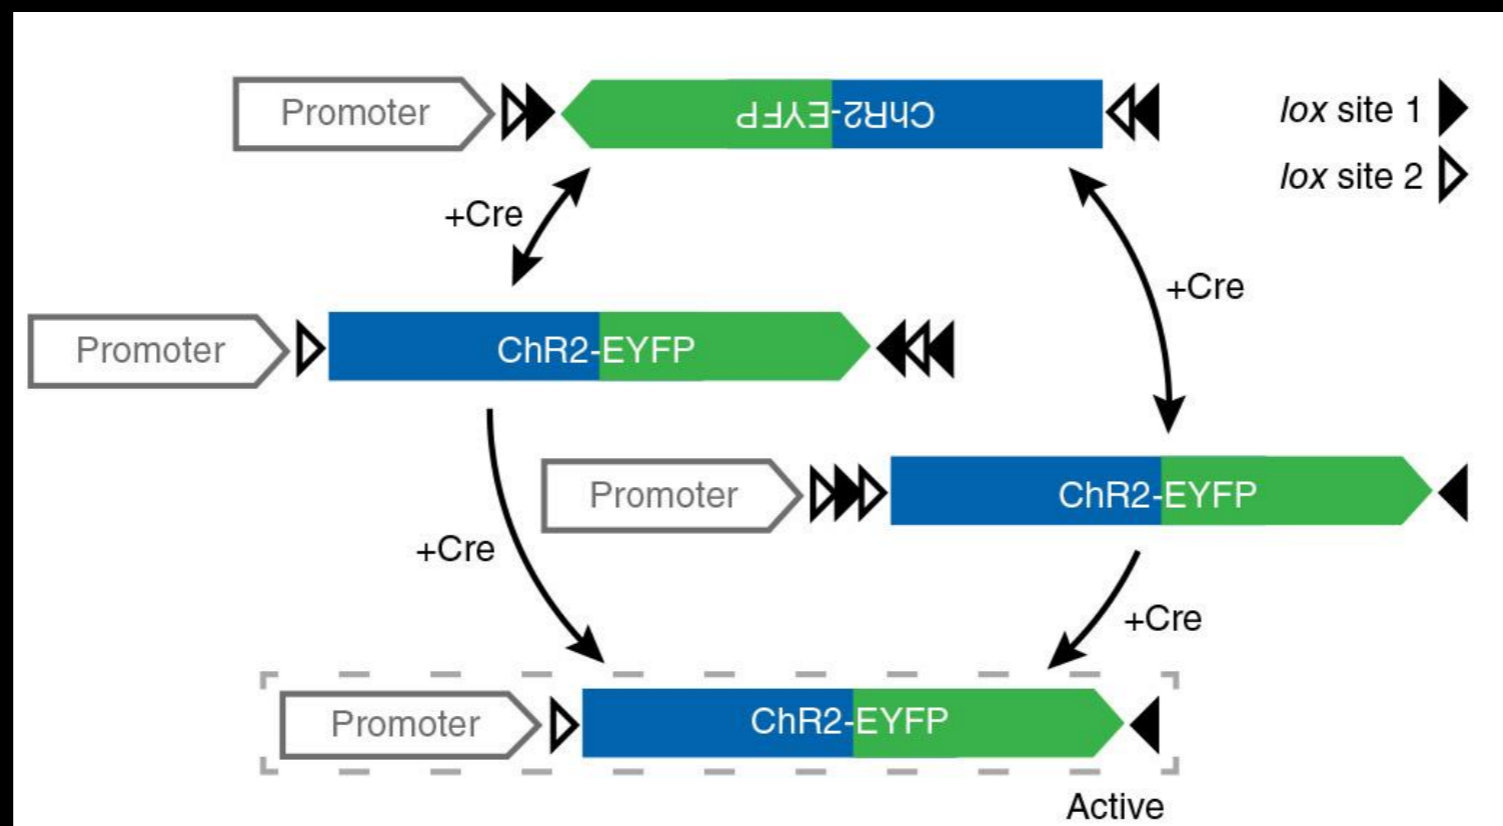 Promoter
ChR2-EYFP
lox site 1
lox site 2
+Cre
+Cre
Promoter
ChR2-EYFP
Promoter
ChR2-EYFP
+Cre
+Cre
Promoter
ChR2-EYFP
Active